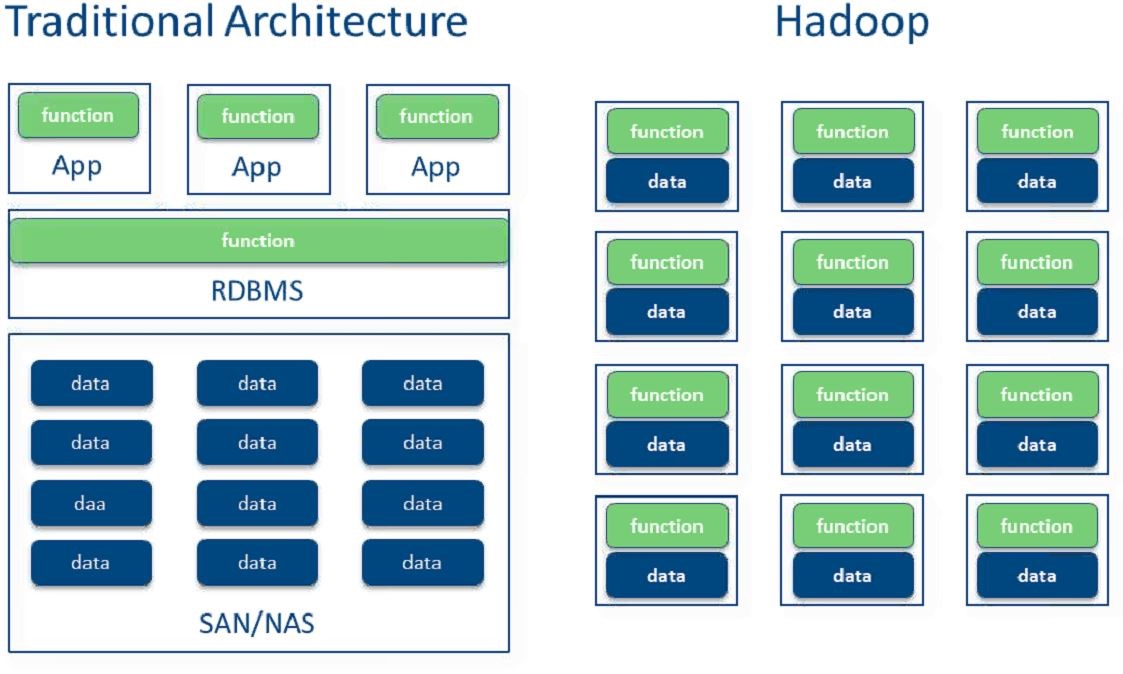 Traditional Architecture
function function function
App App App
function
RDBMS
data data data
data data data
daa data data
data data data
SAN/NAS
Hadoop
function function function
data data data
function function function
data data data
function function function
data data data
function function function
data data data